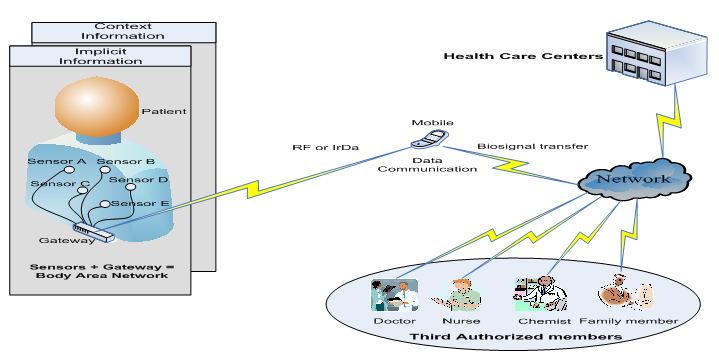 Context
Information
Implicit
Information
Patient
Sensor A
Sensor B
Sensor C
Sensor D
Sensor E
Gateway
Sensors + Gateway =
Body Area Network
RF or IrDa
Mobile
Data
Communication
Biosignal transfer
Health Care Centers
Network
Doctor
Nurse
Chemist
Family member
Third Authorized members